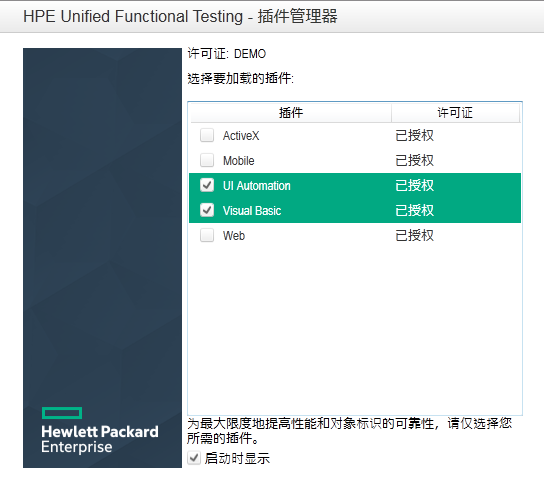 HPE Unified Functional Testing - 插件管理器
许可证: DEMO
选择要加载的插件:
插件 许可证
ActiveX 已授权
Mobile 已授权
UI Automation 已授权
Visual Basic 已授权
Web 已授权
Hewlett Packard
Enterprise
为最大限度地提高性能和对象标识的可靠性，请仅选择您
所需的插件。
启动时显示